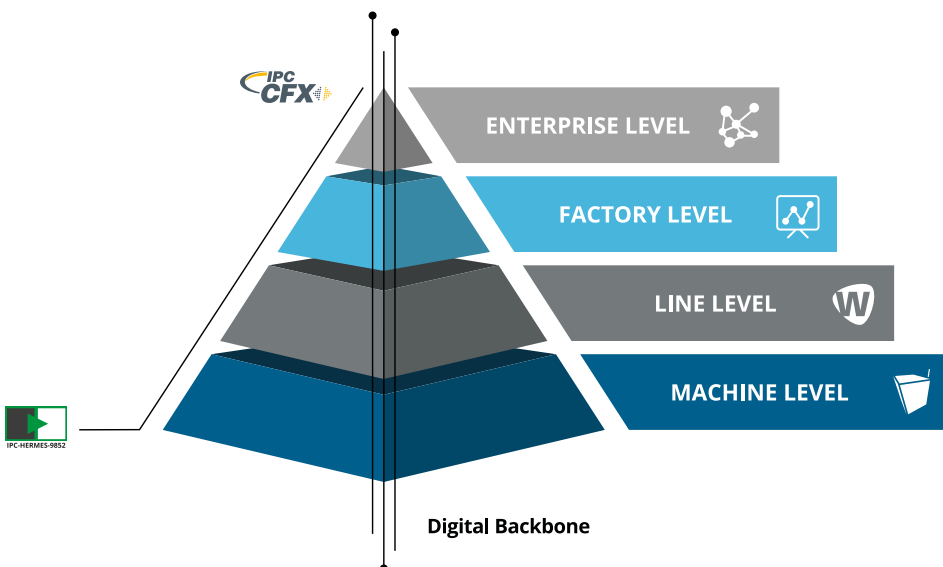 IPC
CFX
ENTERPRISE LEVEL
FACTORY LEVEL
LINE LEVEL
W
MACHINE LEVEL
IPC-HERMES-9852
Digital Backbone